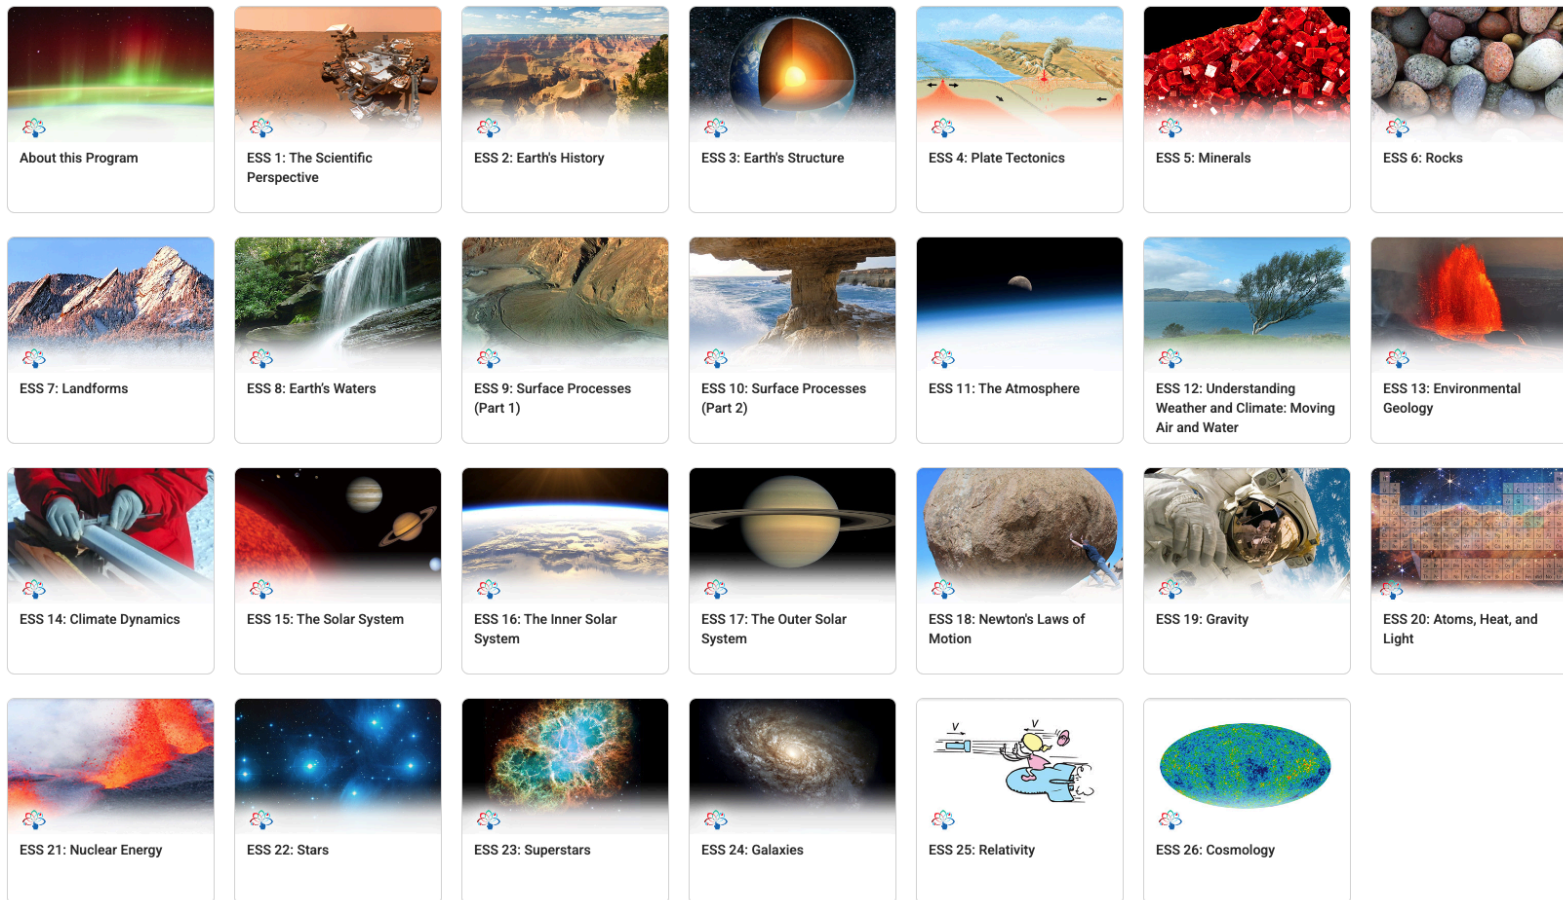 About this Program
ESS 1: The Scientific
Perspective
ESS 2: Earth's History
ESS 3: Earth's Structure
ESS 4: Plate Tectonics
ESS 5: Minerals
ESS 6: Rocks
ESS 7: Landforms
ESS 8: Earth's Waters
ESS 9: Surface Processes
(Part 1)
ESS 10: Surface Processes
(Part 2)
ESS 11: The Atmosphere
ESS 12: Understanding
Weather and Climate: Moving
Air and Water
ESS 13: Environmental
Geology
ESS 14: Climate Dynamics
ESS 15: The Solar System
ESS 16: The Inner Solar
System
ESS 17: The Outer Solar
System
ESS 18: Newton's Laws of
Motion
ESS 19: Gravity
ESS 20: Atoms, Heat, and
Light
V
V
ESS 21: Nuclear Energy
ESS 22: Stars
ESS 23: Superstars
ESS 24: Galaxies
ESS 25: Relativity
ESS 26: Cosmology